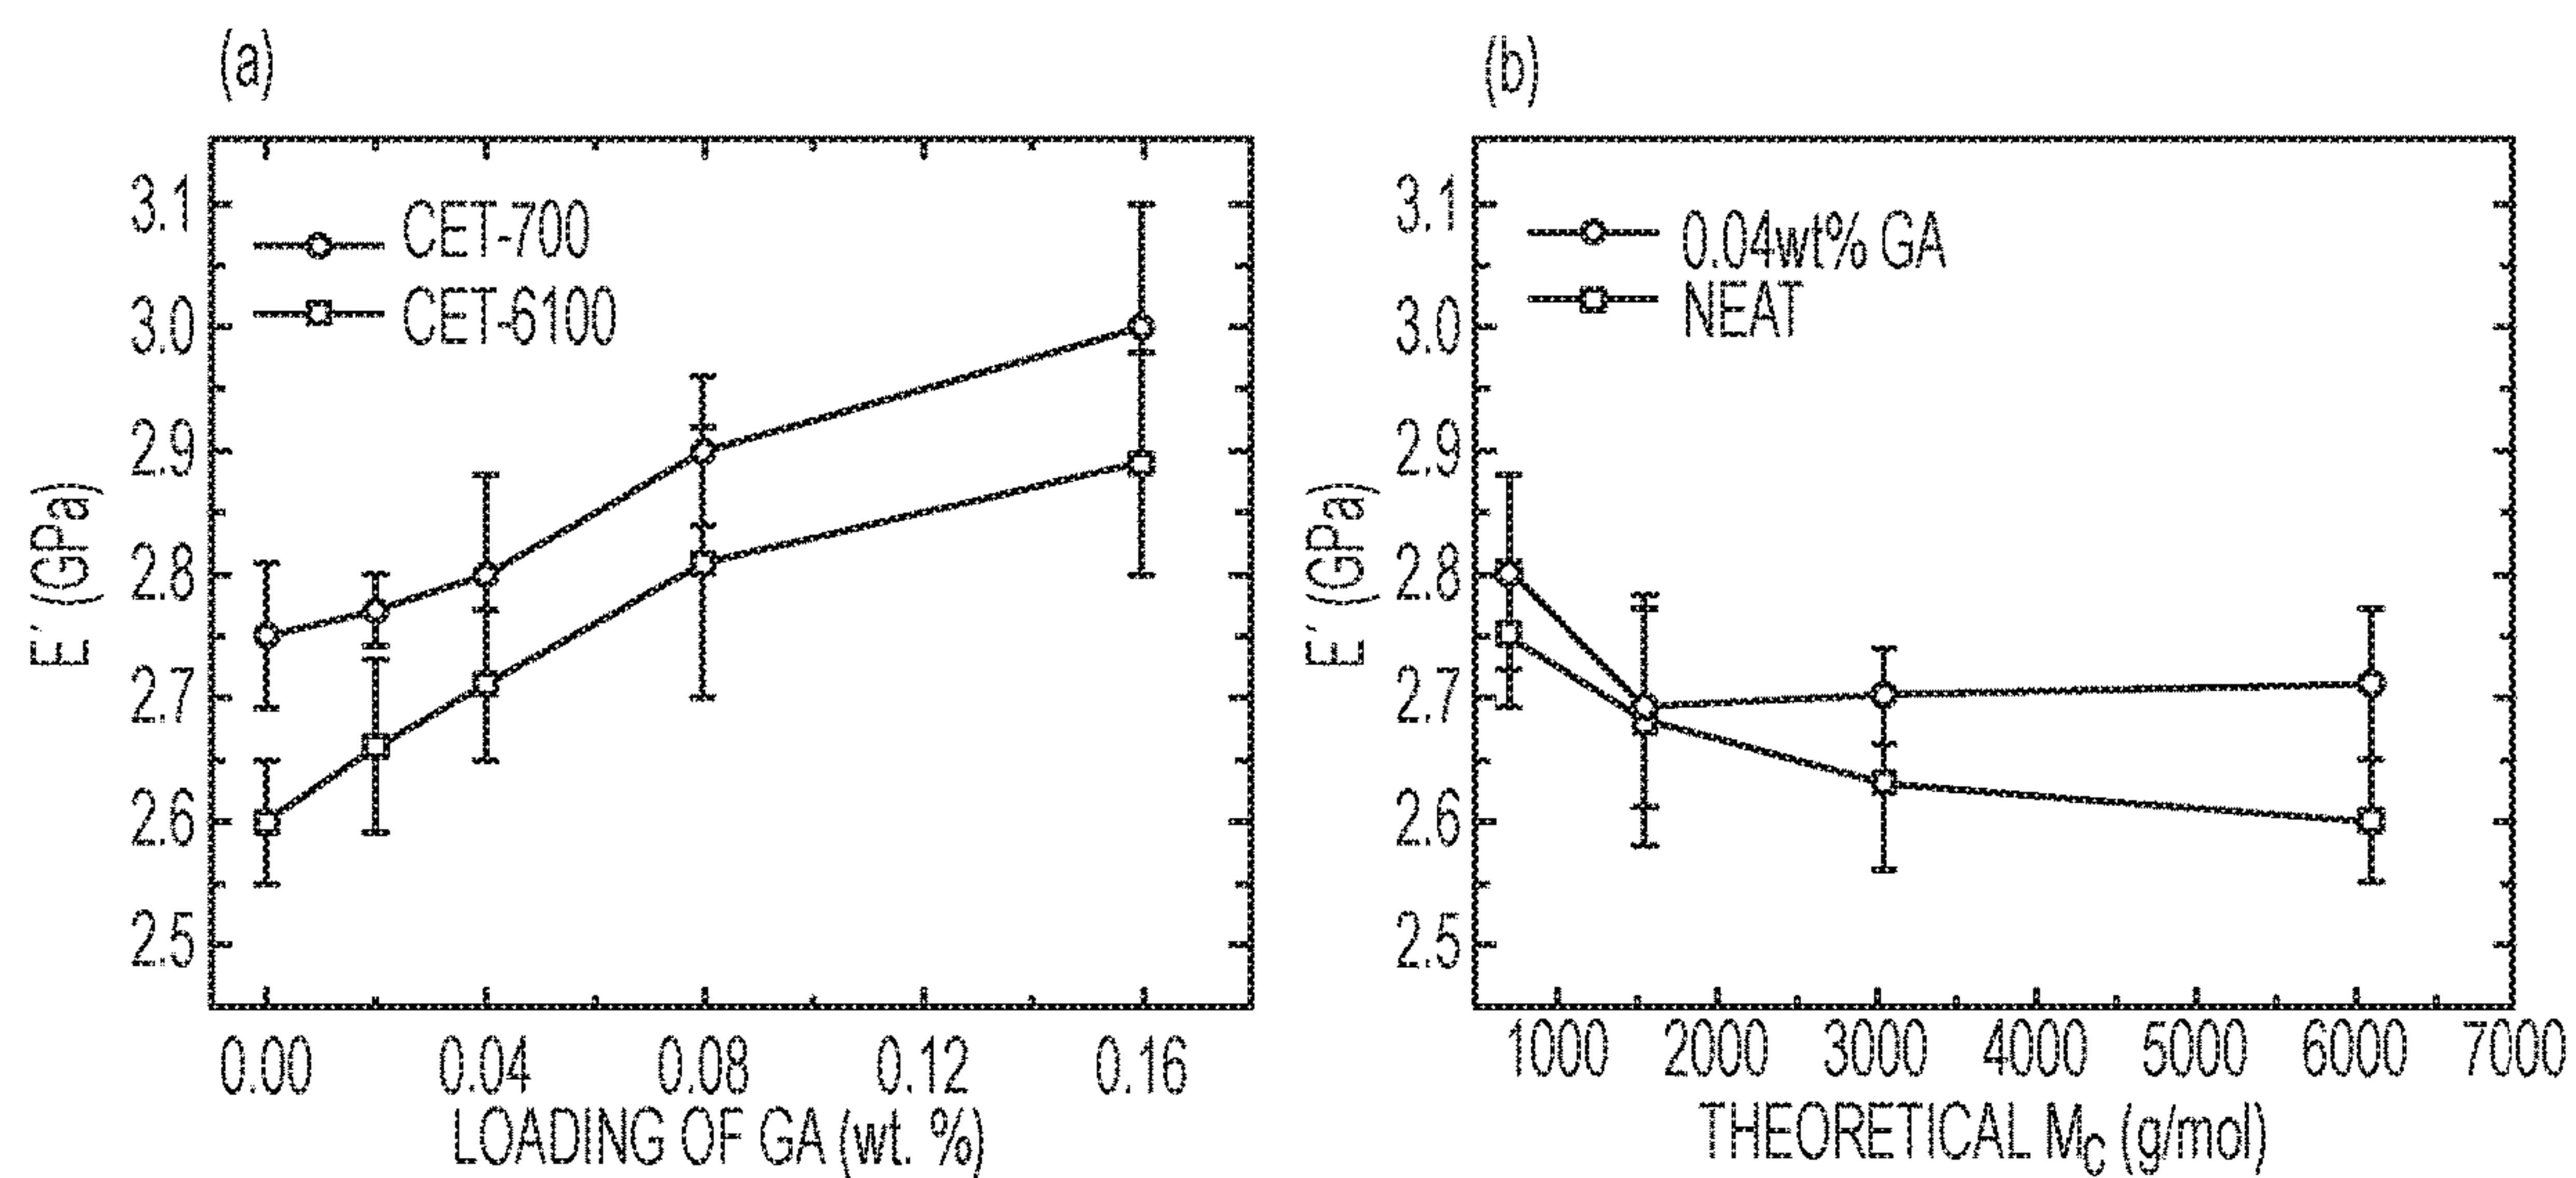 (a)
3.1
3.0
2.9
2.8
2.7
2.6
2.5
E´ (GPa)
CET-700
CET-6100
0.00 0.04 0.08 0.12 0.16
LOADING OF GA (wt. %)
(b)
3.1
3.0
2.9
2.8
2.7
2.6
2.5
E´ (GPa)
0.04wt% GA
NEAT
1000 2000 3000 4000 5000 6000 7000
THEORETICAL Mc (g/mol)